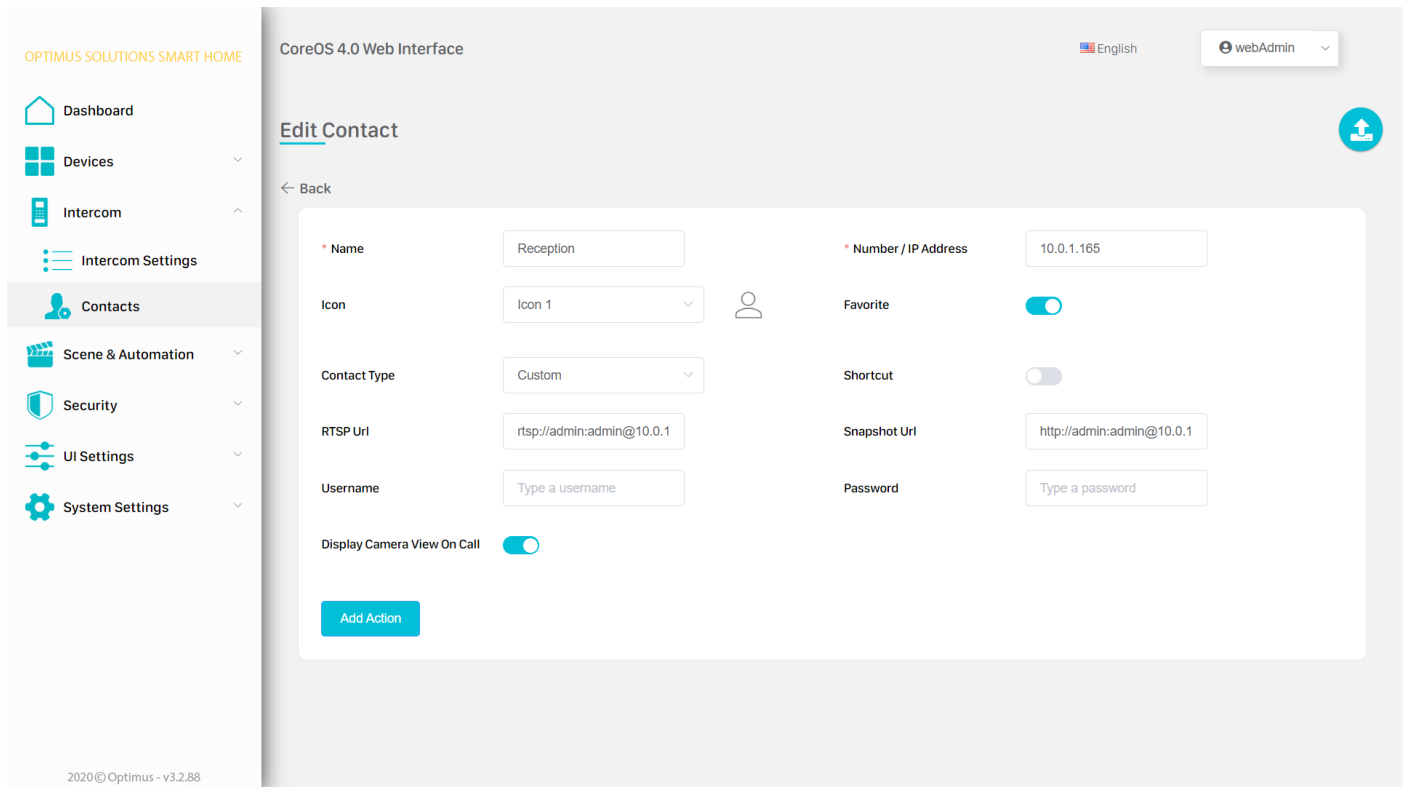 OPTIMUS SOLUTIONS SMART HOME
Dashboard
Devices
Intercom
Intercom Settings
Contacts
Scene & Automation
Security
UI Settings
System Settings
2020 © Optimus - v3.2.88
CoreOS 4.0 Web Interface
English
webAdmin
Edit Contact
← Back
* Name
Reception
* Number / IP Address
10.0.1.165
Icon
Icon 1
Favorite
Contact Type
Custom
Shortcut
RTSP Url
rtsp://admin:admin@10.0.1
Snapshot Url
http://admin:admin@10.0.1
Username
Type a username
Password
Type a password
Display Camera View On Call
Add Action